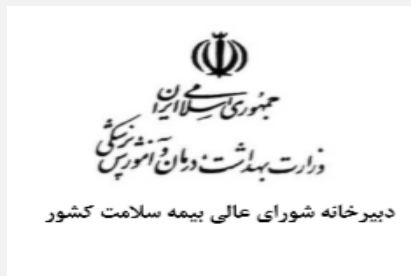 جمهوری اسلامی ایران
وزارت بهداشت، درمان و آموزش پزشکی
دبیرخانه شورای عالی بیمه سلامت کشور